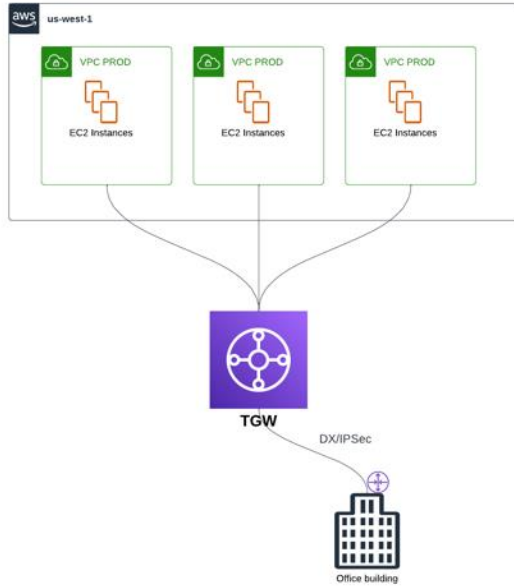 aws us-west-1
VPC PROD VPC PROD VPC PROD
EC2 Instances EC2 Instances EC2 Instances
TGW
DX/IPSec
Office building